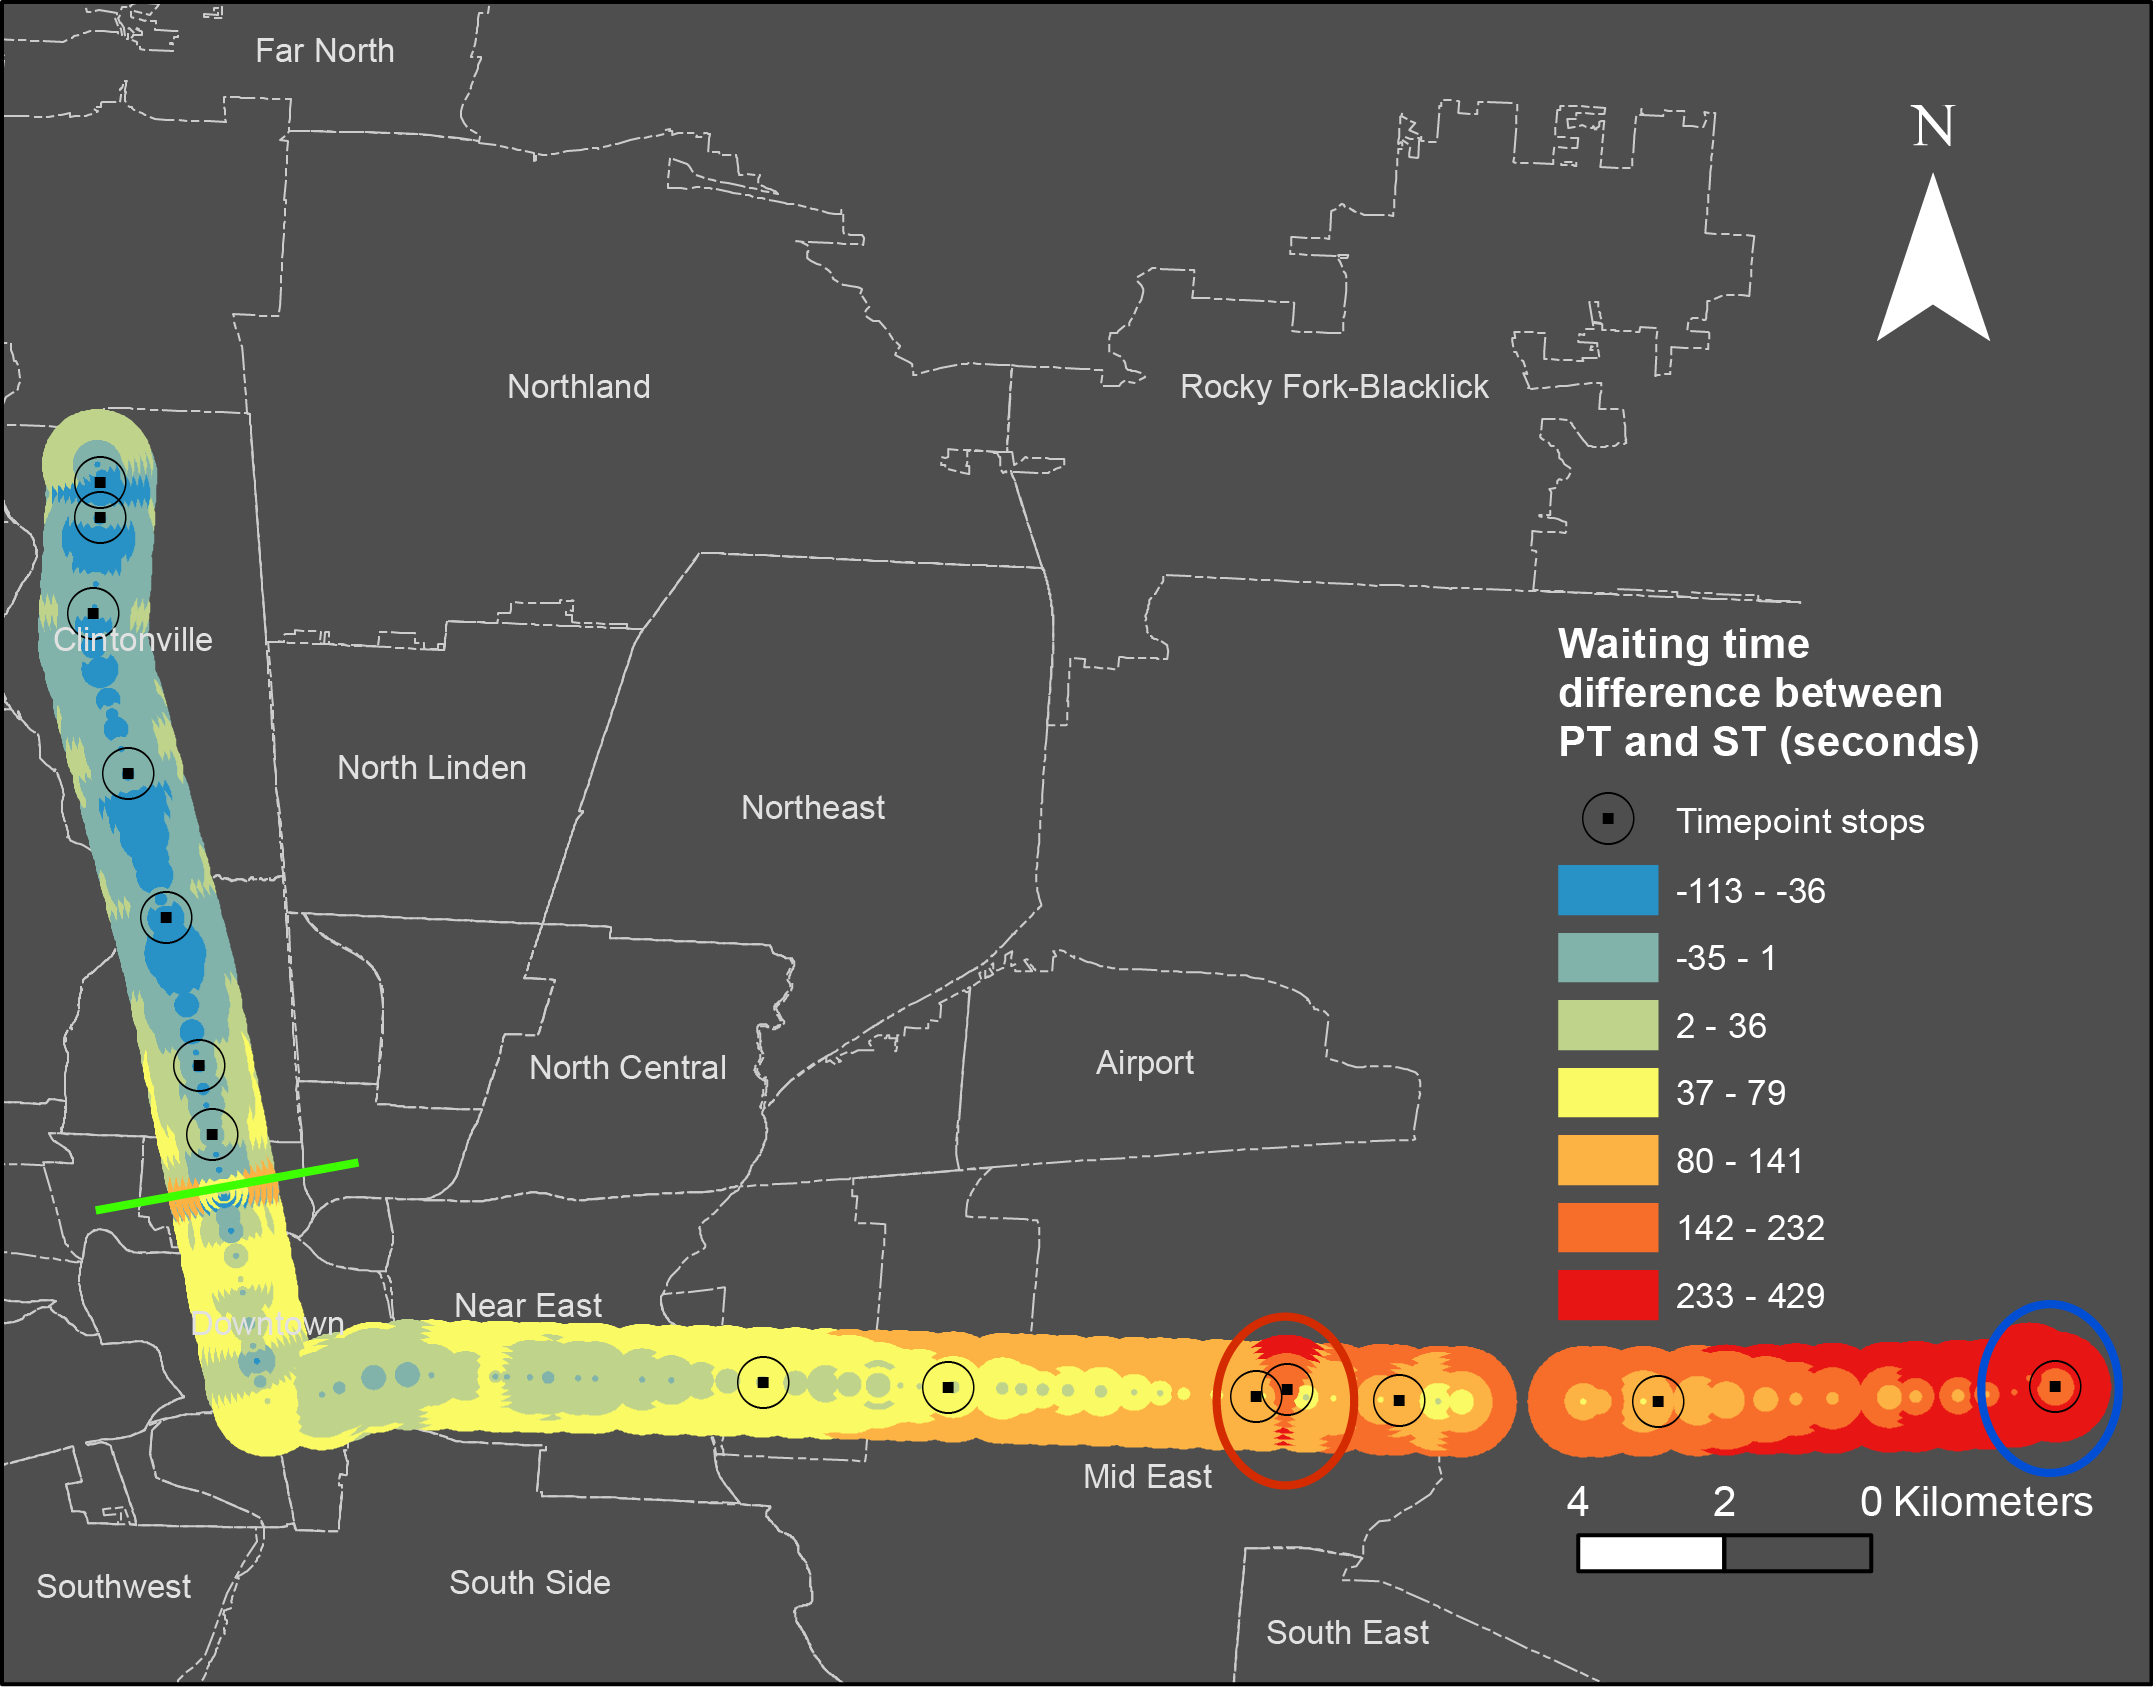 Far North
N
Northland
Rocky Fork-Blacklick
Clintonville
Waiting time
difference between
PT and ST (seconds)
North Linden
Northeast
Timepoint stops
-113 - -36
-35 - 1
2 - 36
North Central
Airport
37 - 79
80 - 141
142 - 232
233 - 429
Near East
Downtown
Mid East
4 2 0 Kilometers
Southwest
South Side
South East